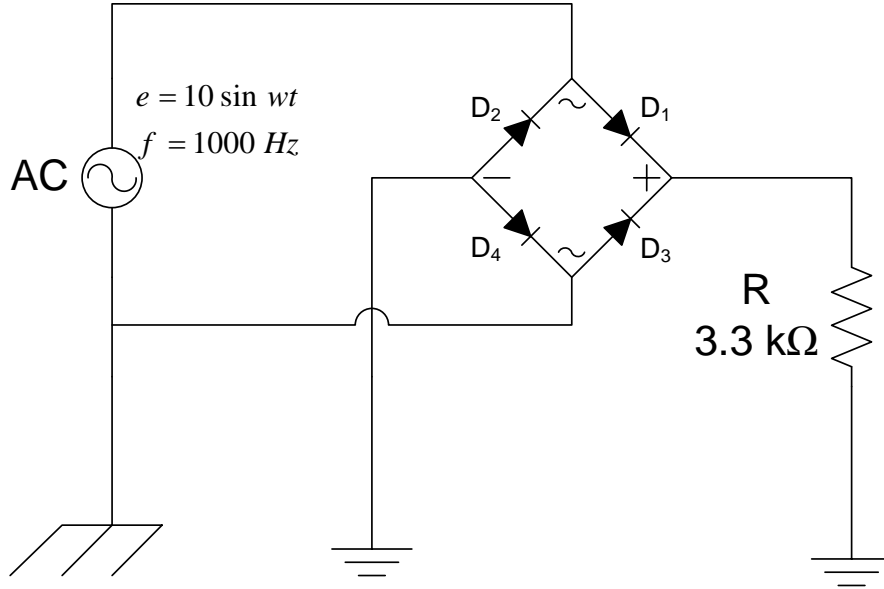 e = 10 sin wt
f = 1000 Hz
AC
D₂
D₁
∼
−
+
D₄
∼
D₃
R
3.3 kΩ